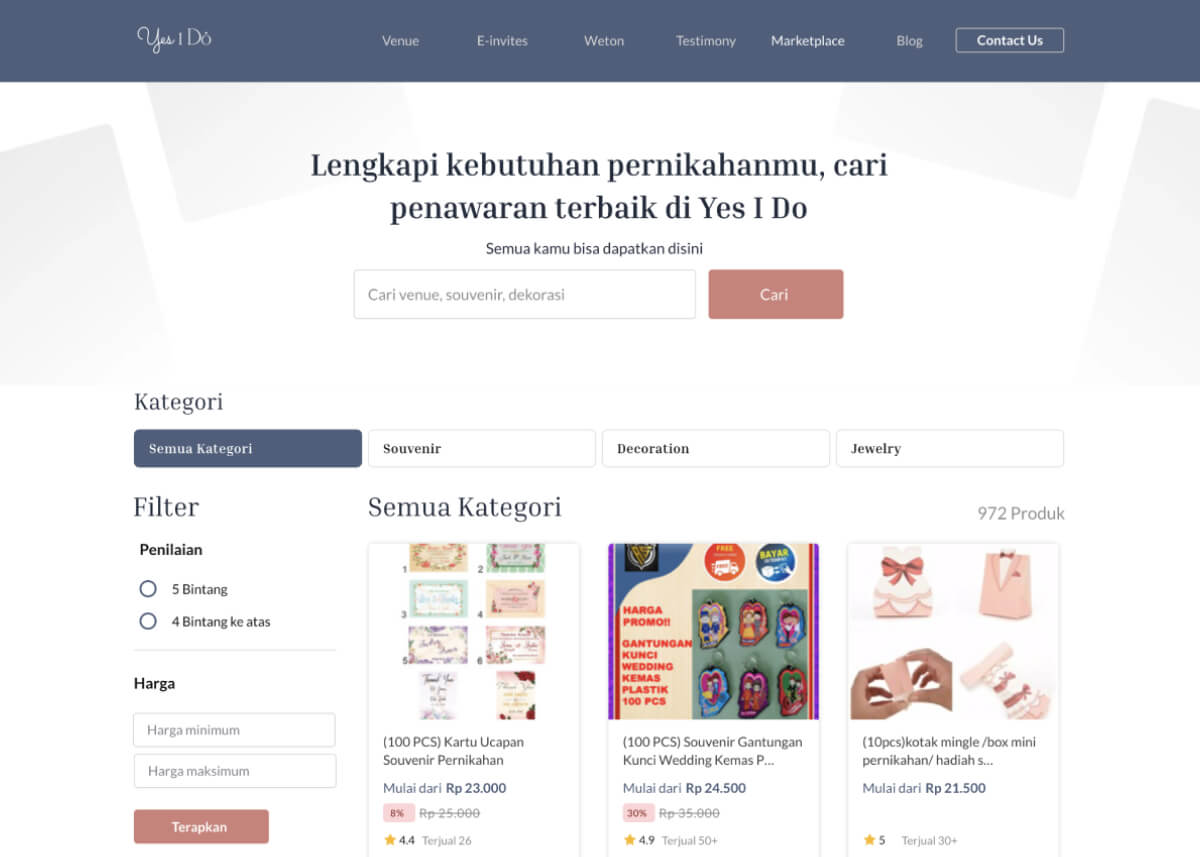 Yes I Do
Venue
E-invites
Weton
Testimony
Marketplace
Blog
Contact Us
Lengkapi kebutuhan pernikahanmu, cari
penawaran terbaik di Yes I Do
Semua kamu bisa dapatkan disini
Cari venue, souvenir, dekorasi
Cari
Kategori
Semua Kategori
Souvenir
Decoration
Jewelry
Filter
Penilaian
5 Bintang
4 Bintang ke atas
Harga
Harga minimum
Harga maksimum
Terapkan
Semua Kategori
972 Produk
1
2
3
4
5
6
Thank You
(100 PCS) Kartu Ucapan
Souvenir Pernikahan
Mulai dari Rp 23.000
8% Rp 25.000
4.4 Terjual 26
FREE
BAYAR
HARGA
PROMO!!
GANTUNGAN
KUNCI
WEDDING
KEMAS
PLASTIK
100 PCS
(100 PCS) Souvenir Gantungan
Kunci Wedding Kemas P...
Mulai dari Rp 24.500
30% Rp 35.000
4.9 Terjual 50+
(10pcs)kotak mingle /box mini
pernikahan/ hadiah s...
Mulai dari Rp 21.500
5 Terjual 30+